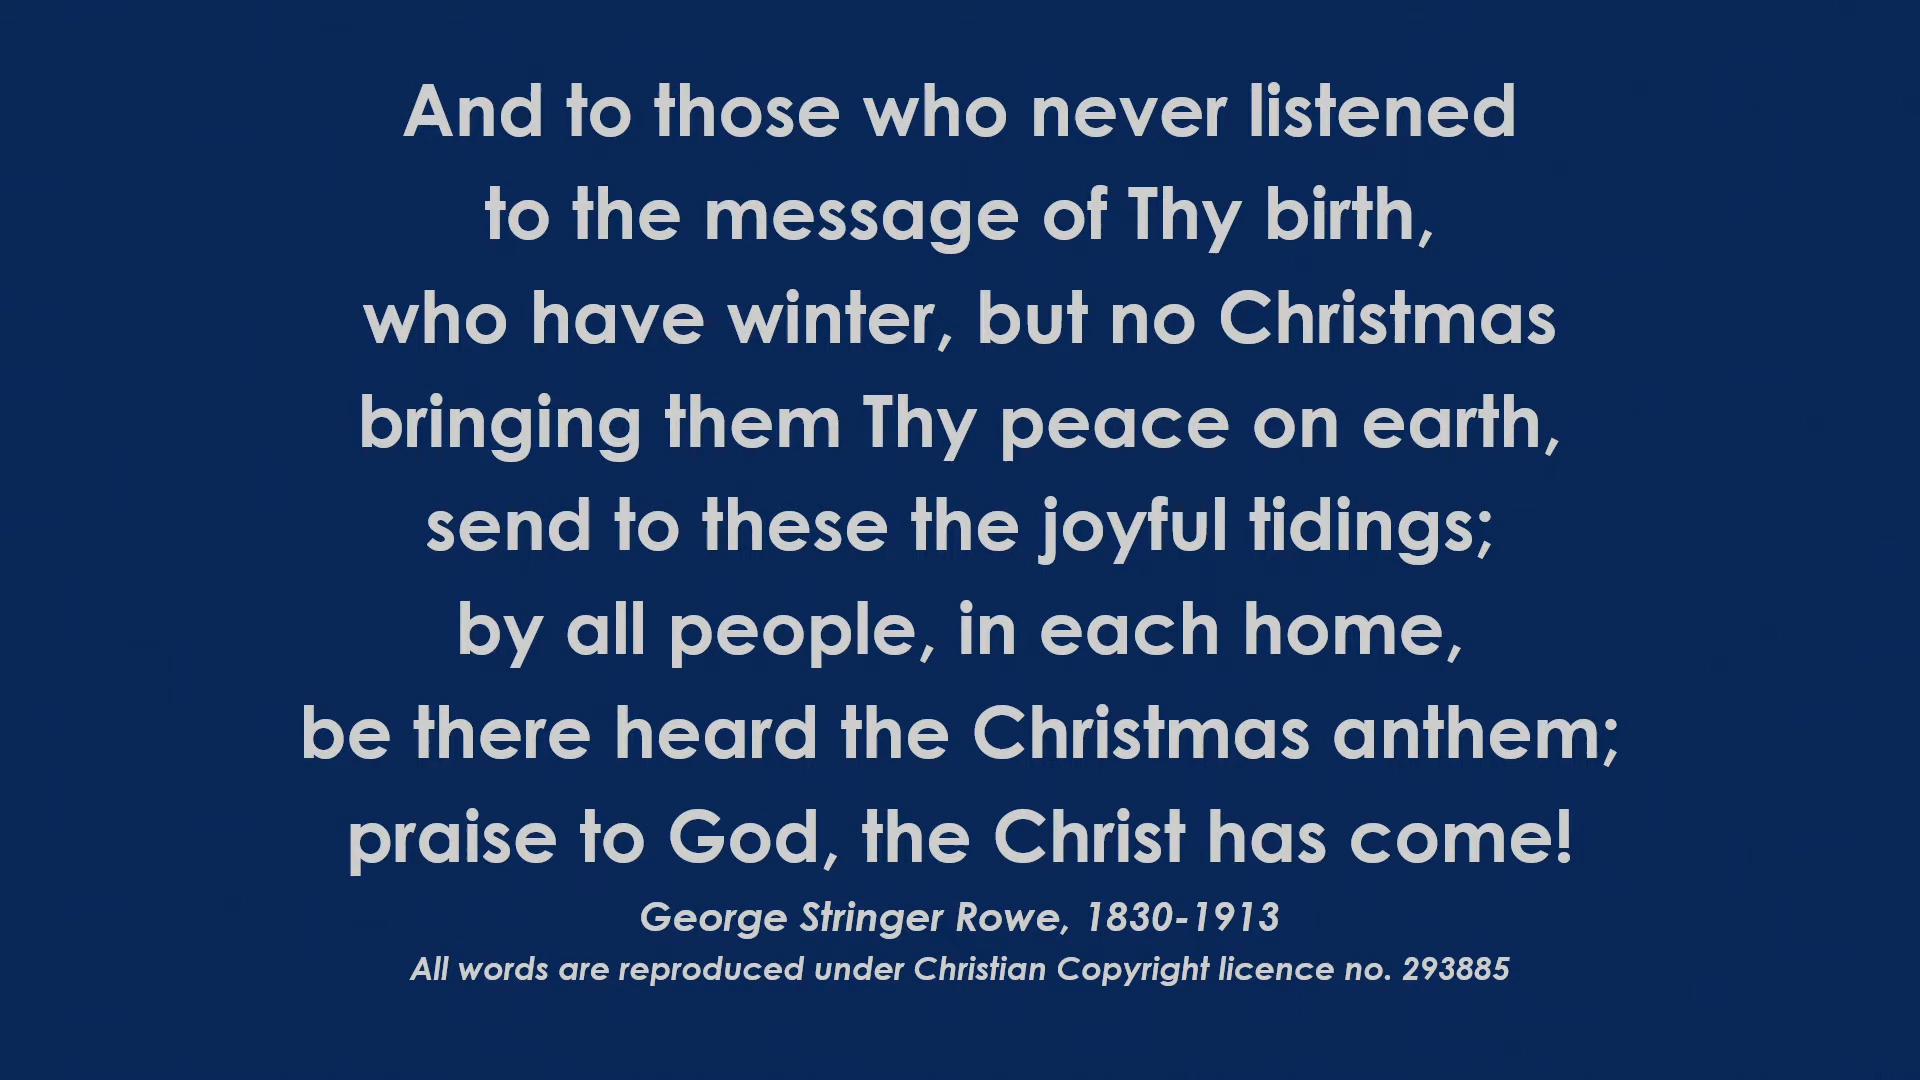 And to those who never listened
to the message of Thy birth,
who have winter, but no Christmas
bringing them Thy peace on earth,
send to these the joyful tidings;
by all people, in each home,
be there heard the Christmas anthem;
praise to God, the Christ has come!
George Stringer Rowe, 1830-1913
All words are reproduced under Christian Copyright licence no. 293885